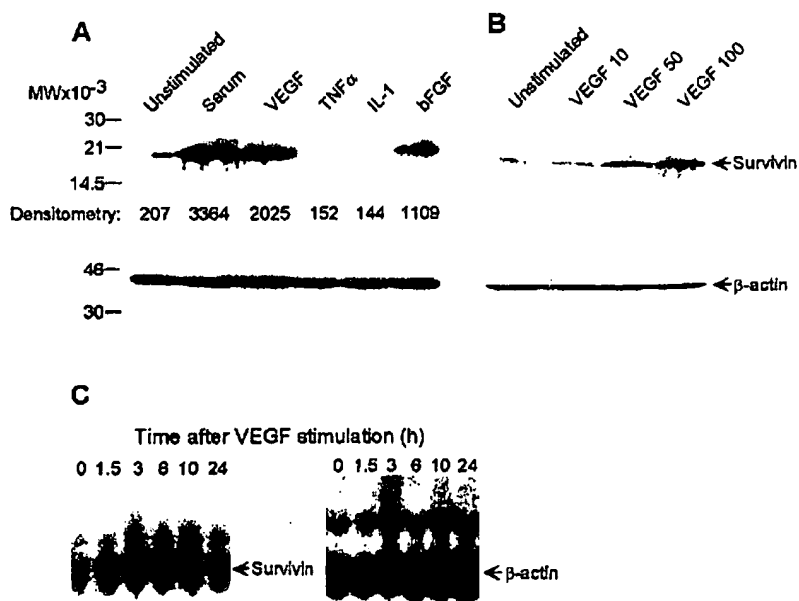 A
Unstimulated Serum VEGF TNFα IL-1 bFGF
MWx10-3
30
21
14.5
Densitometry: 207 3364 2025 152 144 1109
46
30
B
Unstimulated VEGF 10 VEGF 50 VEGF 100
Survivin
β-actin
C
Time after VEGF stimulation (h)
0 1.5 3 6 10 24
Survivin
0 1.5 3 6 10 24
β-actin